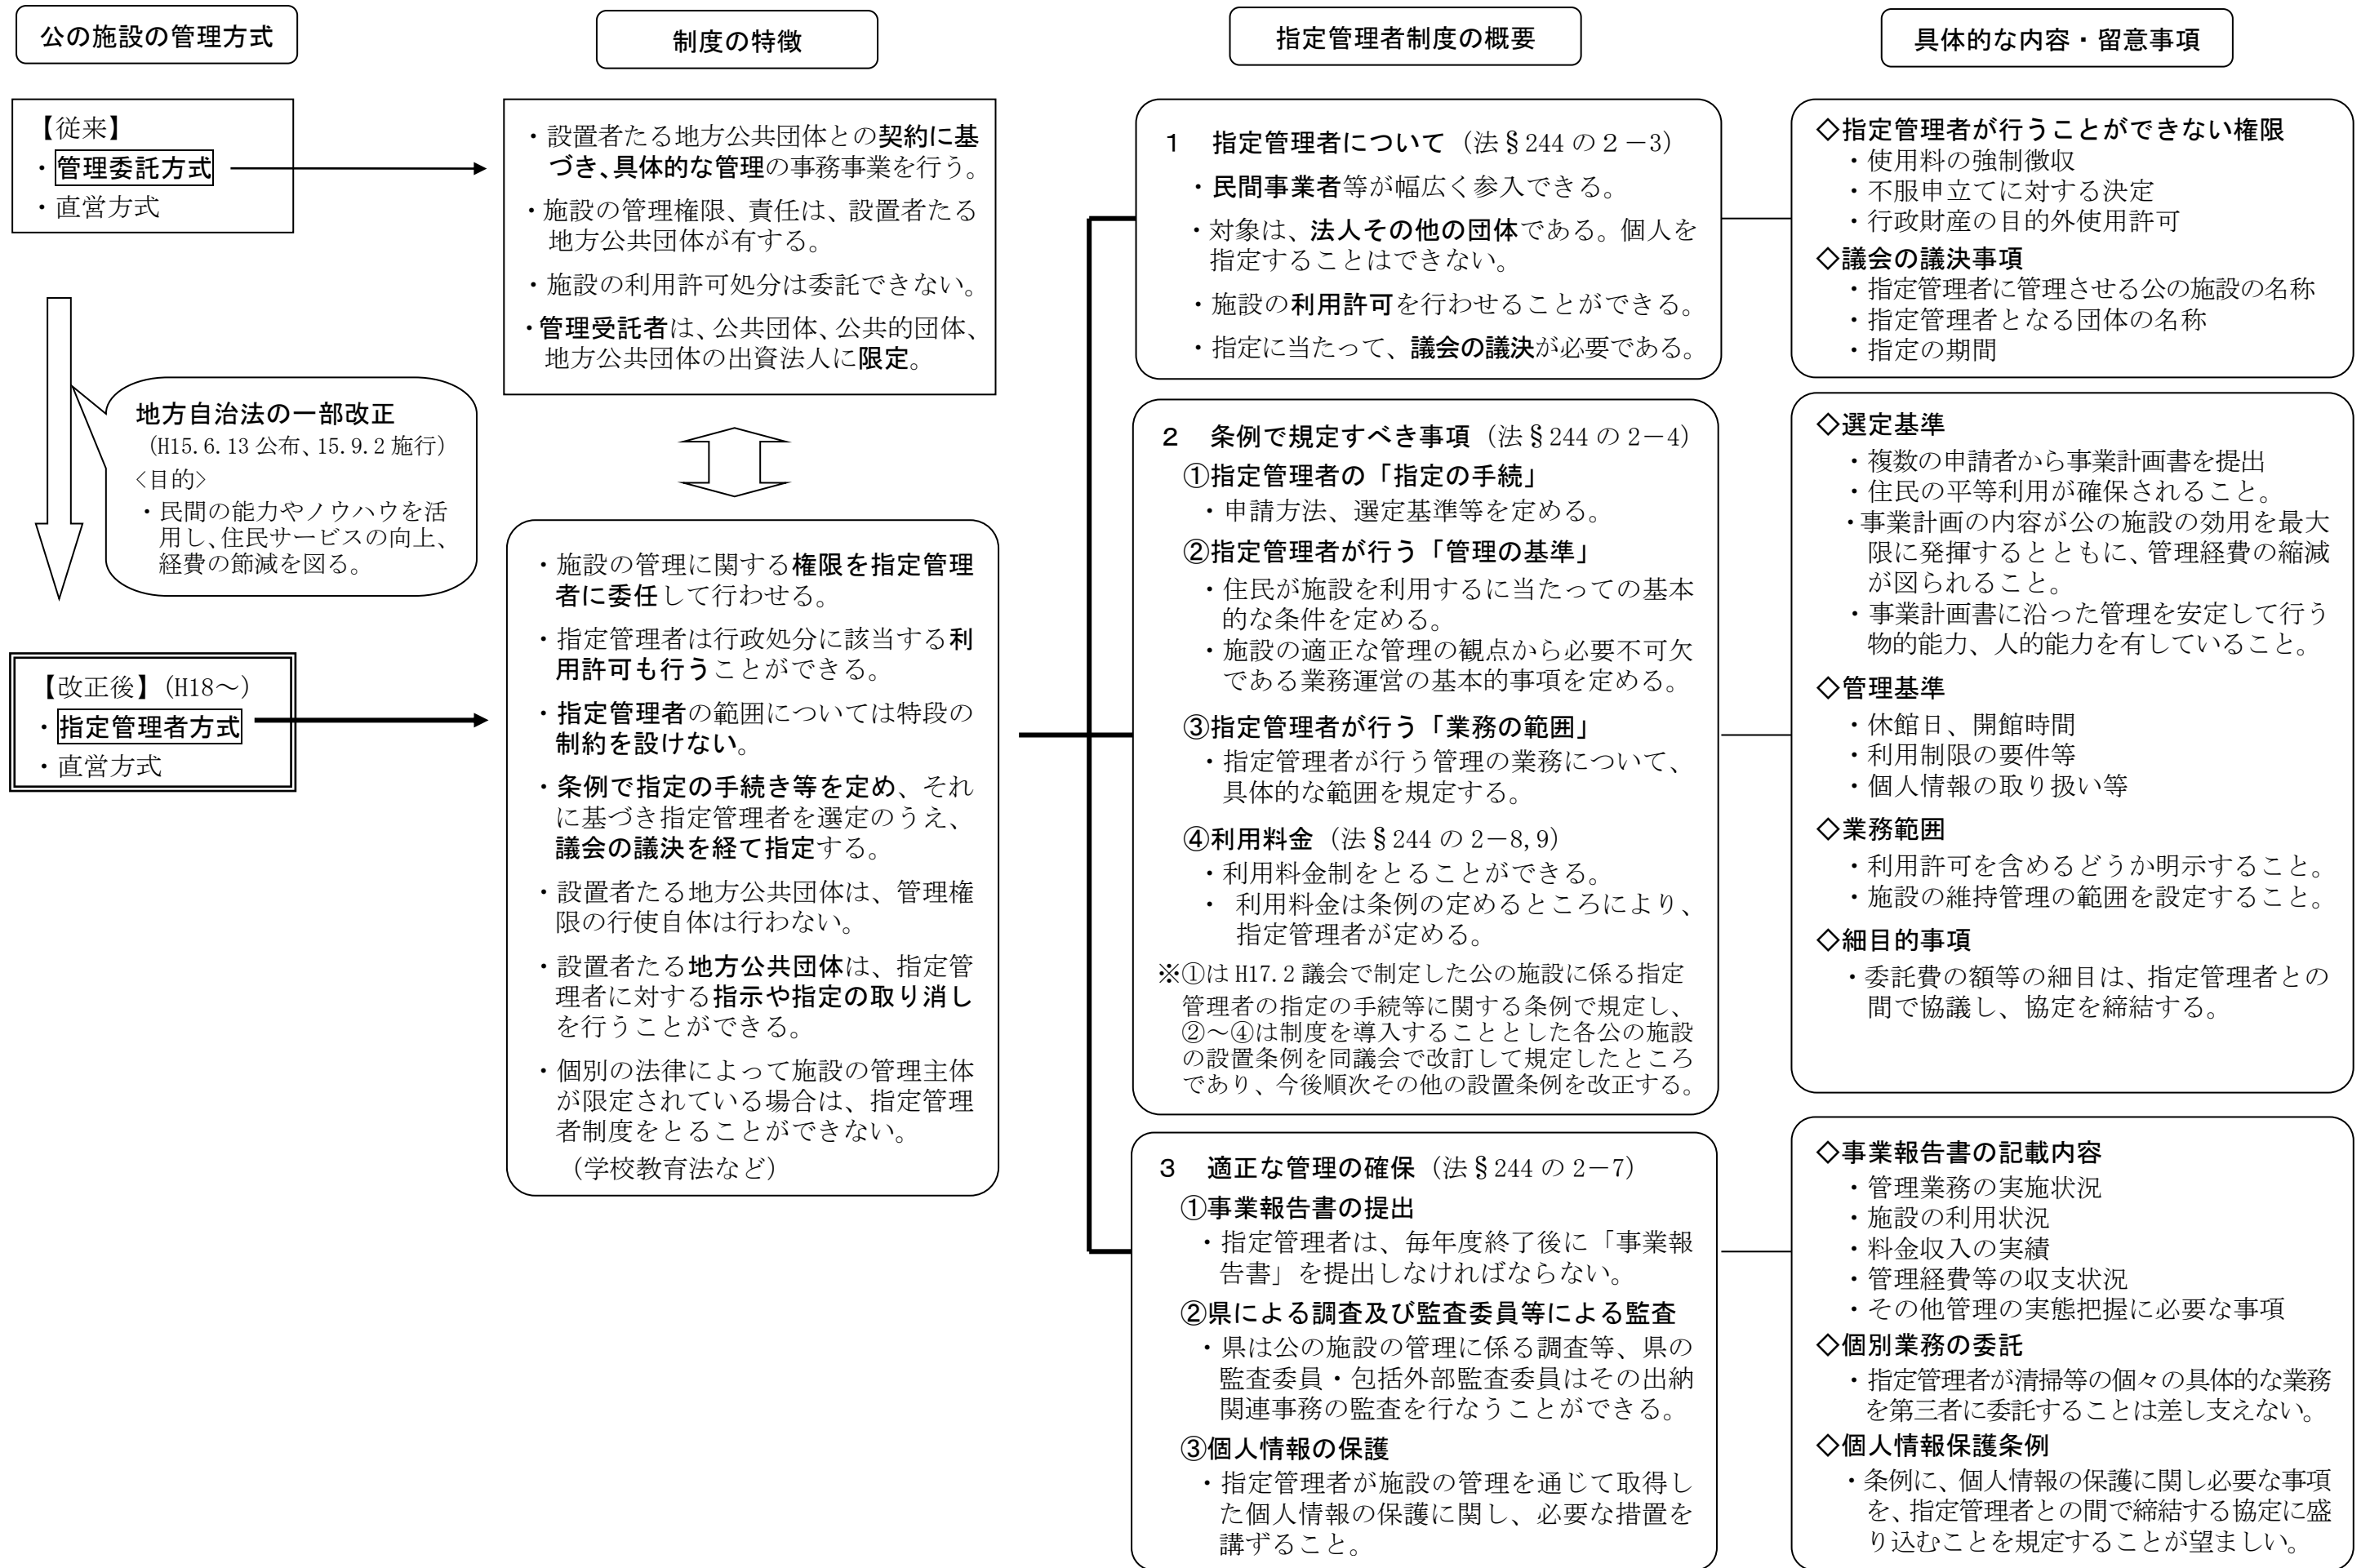 公の施設の管理方式
制度の特徴
指定管理者制度の概要
具体的な内容・留意事項
【従来】
・管理委託方式
・直営方式
地方自治法の一部改正
（H15.6.13 公布、15.9.2 施行）
<目的>
・民間の能力やノウハウを活
用し、住民サービスの向上、
経費の節減を図る。
【改正後】（H18～）
・指定管理者方式
・直営方式
・設置者たる地方公共団体との契約に基
づき、具体的な管理の事務事業を行う。
・施設の管理権限、責任は、設置者たる
地方公共団体が有する。
・施設の利用許可処分は委託できない。
・管理受託者は、公共団体、公共的団体、
地方公共団体の出資法人に限定。
・施設の管理に関する権限を指定管理
者に委任して行わせる。
・指定管理者は行政処分に該当する利
用許可も行うことができる。
・指定管理者の範囲については特段の
制約を設けない。
・条例で指定の手続き等を定め、それ
に基づき指定管理者を選定のうえ、
議会の議決を経て指定する。
・設置者たる地方公共団体は、管理権
限の行使自体は行わない。
・設置者たる地方公共団体は、指定管
理者に対する指示や指定の取り消し
を行うことができる。
・個別の法律によって施設の管理主体
が限定されている場合は、指定管理
者制度をとることができない。
（学校教育法など）
１　指定管理者について（法§244 の２－3）
・民間事業者等が幅広く参入できる。
・対象は、法人その他の団体である。個人を
指定することはできない。
・施設の利用許可を行わせることができる。
・指定に当たって、議会の議決が必要である。
２　条例で規定すべき事項（法§244 の 2－4）
①指定管理者の「指定の手続」
・申請方法、選定基準等を定める。
②指定管理者が行う「管理の基準」
・住民が施設を利用するに当たっての基本
的な条件を定める。
・施設の適正な管理の観点から必要不可欠
である業務運営の基本的事項を定める。
③指定管理者が行う「業務の範囲」
・指定管理者が行う管理の業務について、
具体的な範囲を規定する。
④利用料金（法§244 の 2－8,9）
・利用料金制をとることができる。
・ 利用料金は条例の定めるところにより、
指定管理者が定める。
※①は H17.2 議会で制定した公の施設に係る指定
管理者の指定の手続等に関する条例で規定し、
②～④は制度を導入することとした各公の施設
の設置条例を同議会で改訂して規定したところ
であり、今後順次その他の設置条例を改正する。
３　適正な管理の確保（法§244 の 2－7）
①事業報告書の提出
・指定管理者は、毎年度終了後に「事業報
告書」を提出しなければならない。
②県による調査及び監査委員等による監査
・県は公の施設の管理に係る調査等、県の
監査委員・包括外部監査委員はその出納
関連事務の監査を行なうことができる。
③個人情報の保護
・指定管理者が施設の管理を通じて取得し
た個人情報の保護に関し、必要な措置を
講ずること。
◇指定管理者が行うことができない権限
・使用料の強制徴収
・不服申立てに対する決定
・行政財産の目的外使用許可
◇議会の議決事項
・指定管理者に管理させる公の施設の名称
・指定管理者となる団体の名称
・指定の期間
◇選定基準
・複数の申請者から事業計画書を提出
・住民の平等利用が確保されること。
・事業計画の内容が公の施設の効用を最大
限に発揮するとともに、管理経費の縮減
が図られること。
・事業計画書に沿った管理を安定して行う
物的能力、人的能力を有していること。
◇管理基準
・休館日、開館時間
・利用制限の要件等
・個人情報の取り扱い等
◇業務範囲
・利用許可を含めるどうか明示すること。
・施設の維持管理の範囲を設定すること。
◇細目的事項
・委託費の額等の細目は、指定管理者との
間で協議し、協定を締結する。
◇事業報告書の記載内容
・管理業務の実施状況
・施設の利用状況
・料金収入の実績
・管理経費等の収支状況
・その他管理の実態把握に必要な事項
◇個別業務の委託
・指定管理者が清掃等の個々の具体的な業務
を第三者に委託することは差し支えない。
◇個人情報保護条例
・条例に、個人情報の保護に関し必要な事項
を、指定管理者との間で締結する協定に盛
り込むことを規定することが望ましい。